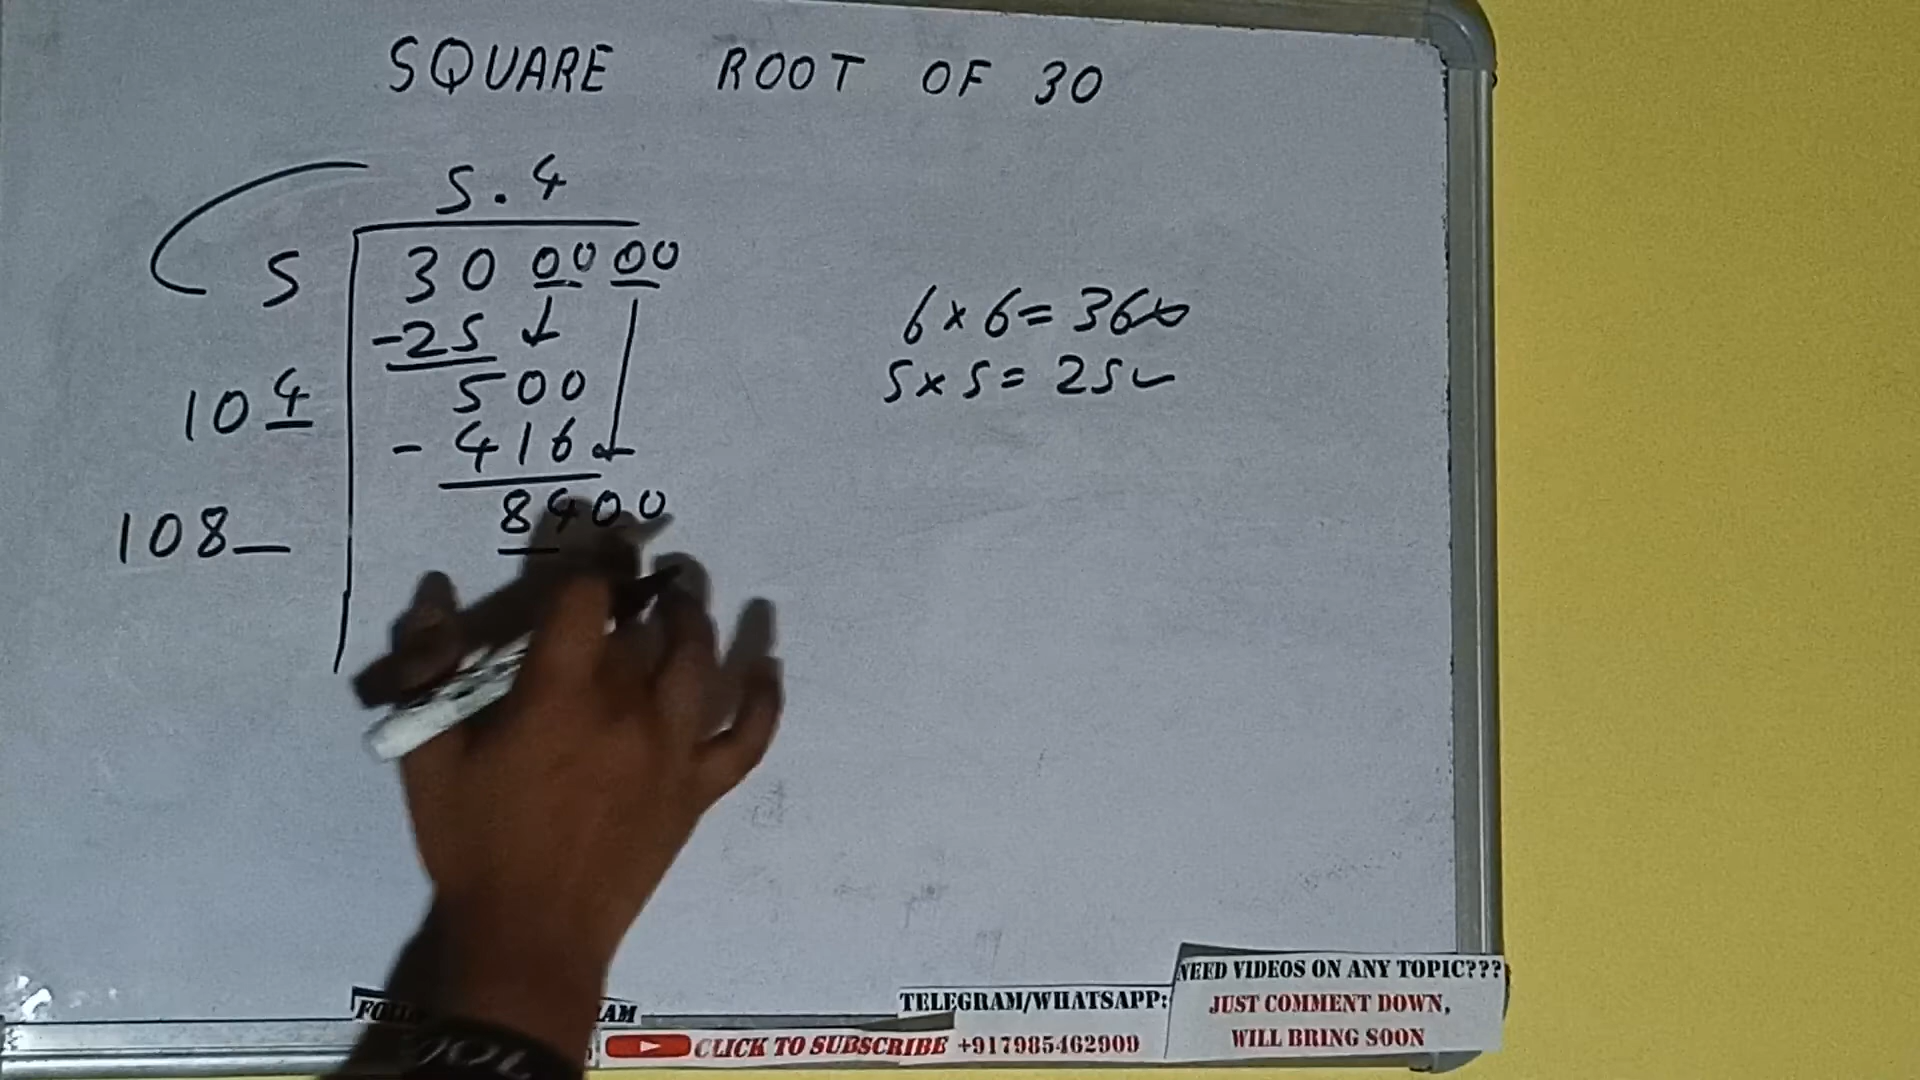 SQUARE ROOT OF 30
5.4
5 30 00 00
-25
500
104
- 416
8400
108_
6×6=36
5×5=25
NEED VIDEOS ON ANY TOPIC???
JUST COMMENT DOWN,
WILL BRING SOON
TELEGRAM/WHATSAPP:
CLICK TO SUBSCRIBE +917985462909